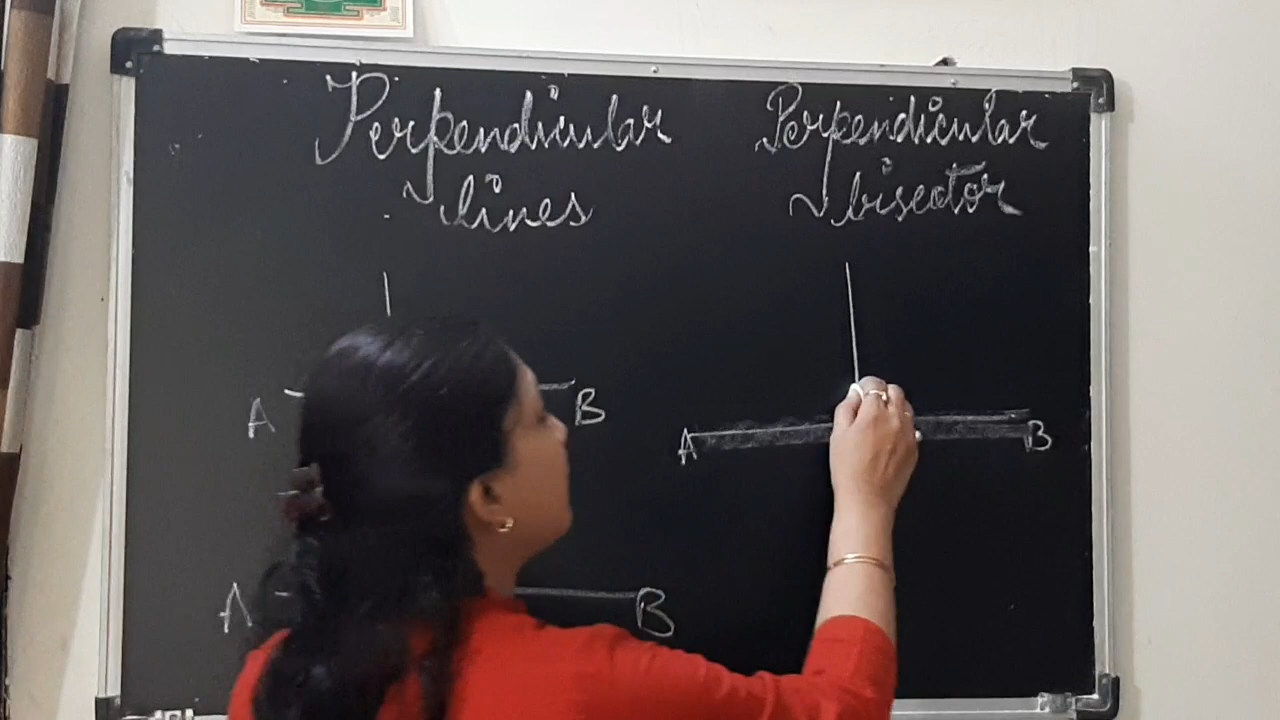 Perpendicular
lines
Perpendicular
bisector
A B
A B
A B